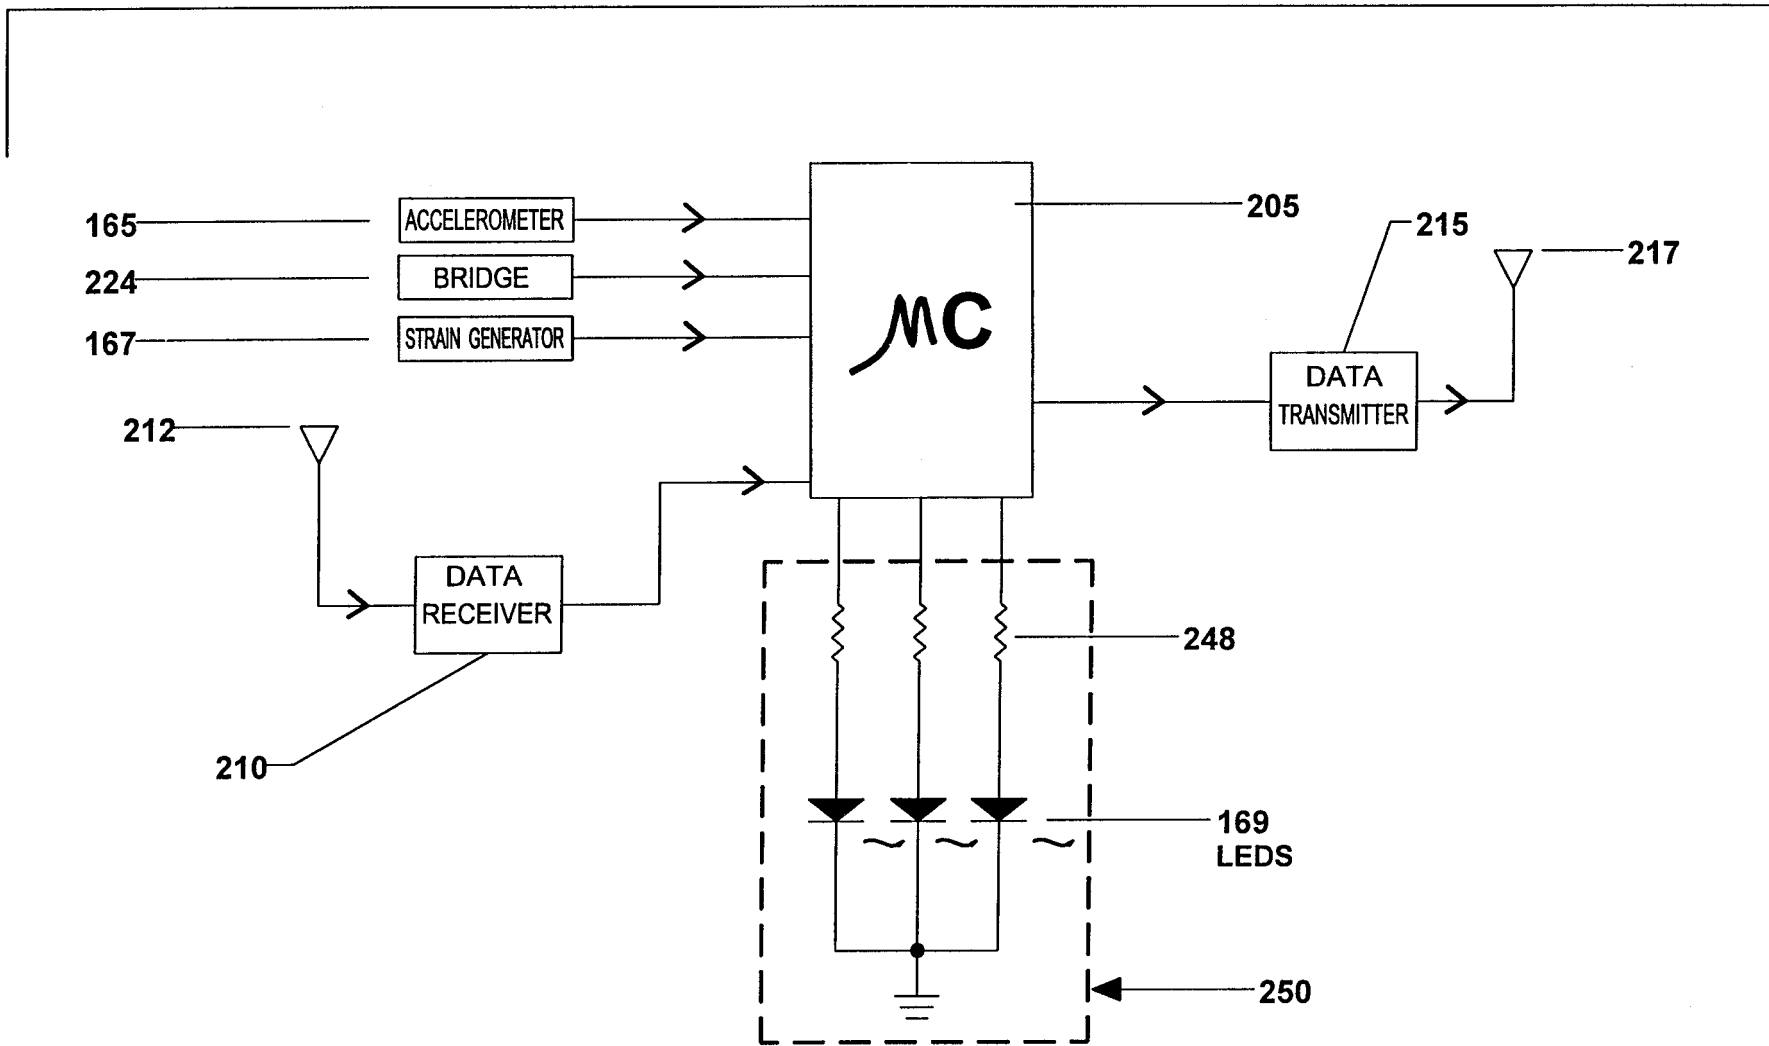 165
ACCELEROMETER
205
224
BRIDGE
215
217
167
STRAIN GENERATOR
μC
212
DATA
TRANSMITTER
DATA
RECEIVER
248
210
169
LEDS
250